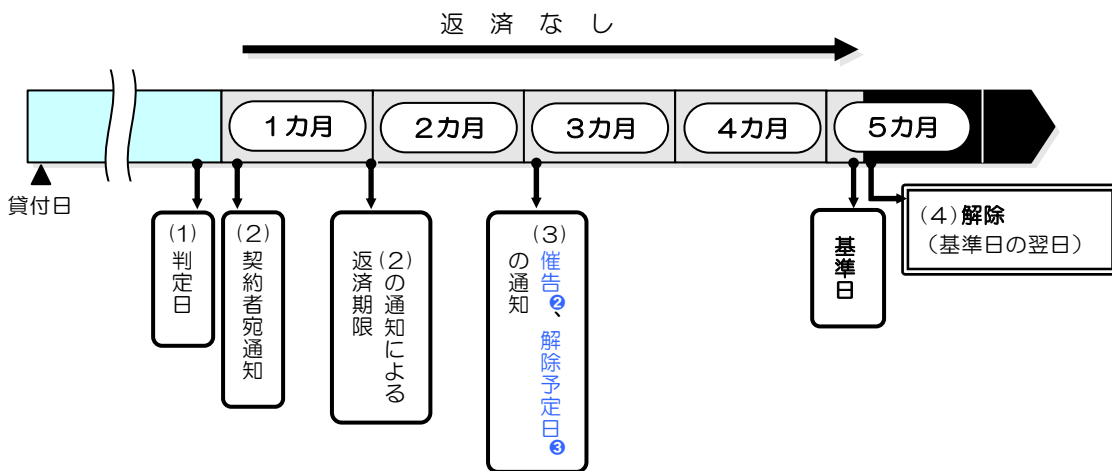 返済なし
1カ月
2カ月
3カ月
4カ月
5カ月
貸付日
(1)
判定日
(2)
契約者宛通知
(2)の通知による
返済期限
(3)
催告❷、解除予定日❸
の通知
基準日
(4)解除
(基準日の翌日)